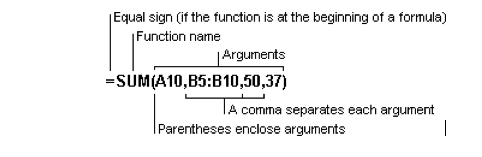 Equal sign (if the function is at the beginning of a formula)
Function name
Arguments
=SUM(A10,B5:B10,50,37)
A comma separates each argument
Parentheses enclose arguments